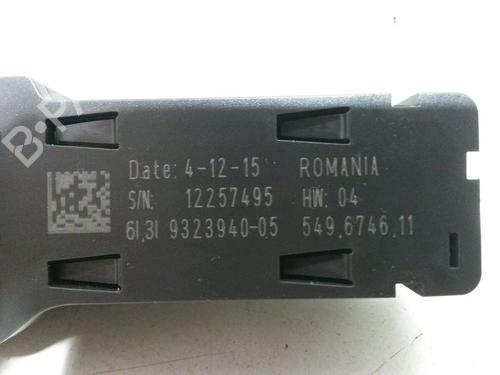 Date: 4-12-15 ROMANIA
S/N: 12257495 HW: 04
61,31 9323940-05 549,6746,11